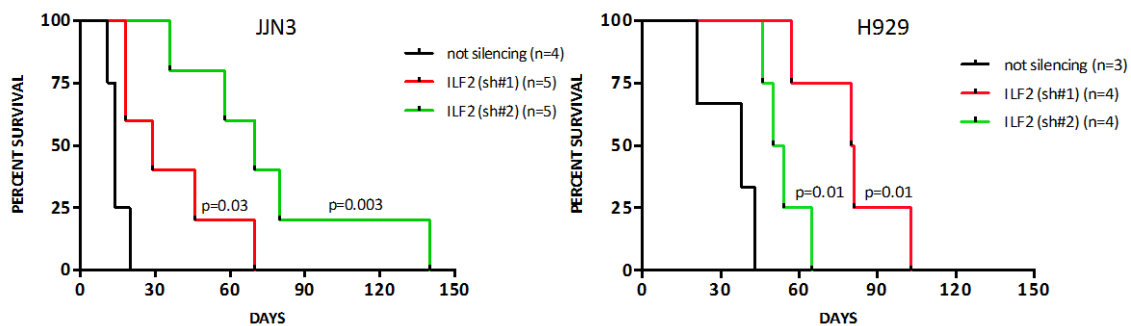 JJN3
PERCENT SURVIVAL
100
75
50
25
0
0 30 60 90 120 150
DAYS
not silencing (n=4)
ILF2 (sh#1) (n=5)
ILF2 (sh#2) (n=5)
p=0.03
p=0.003
H929
PERCENT SURVIVAL
100
75
50
25
0
0 30 60 90 120 150
DAYS
not silencing (n=3)
ILF2 (sh#1) (n=4)
ILF2 (sh#2) (n=4)
p=0.01
p=0.01